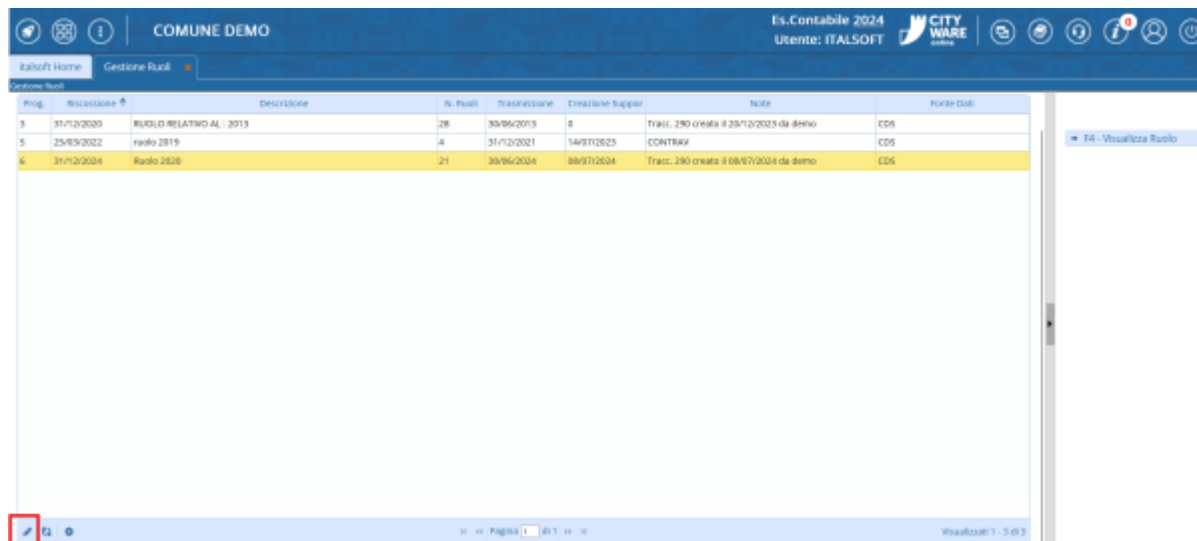 COMUNE DEMO
Es.Contabile 2024
Utente: ITALSOFT
CITY
WARE
online
0
italsoft Home
Gestione Ruoli
Gestione Ruoli
Prog. Riscossione Descrizione N. Ruoli Trasmissione Creazione Suppor Note Fonte Dati
3 31/12/2020 RUOLO RELATIVO AL : 2013 28 30/06/2013 0 Tracc. 290 creato il 20/12/2023 da demo CDS
5 25/03/2022 ruolo 2019 4 31/12/2021 14/07/2023 CONTRAV CDS
6 31/12/2024 Ruolo 2020 21 30/06/2024 08/07/2024 Tracc. 290 creato il 08/07/2024 da demo CDS
F4 - Visualizza Ruolo
Pagina 1 di 1
Visualizzati 1 - 3 di 3